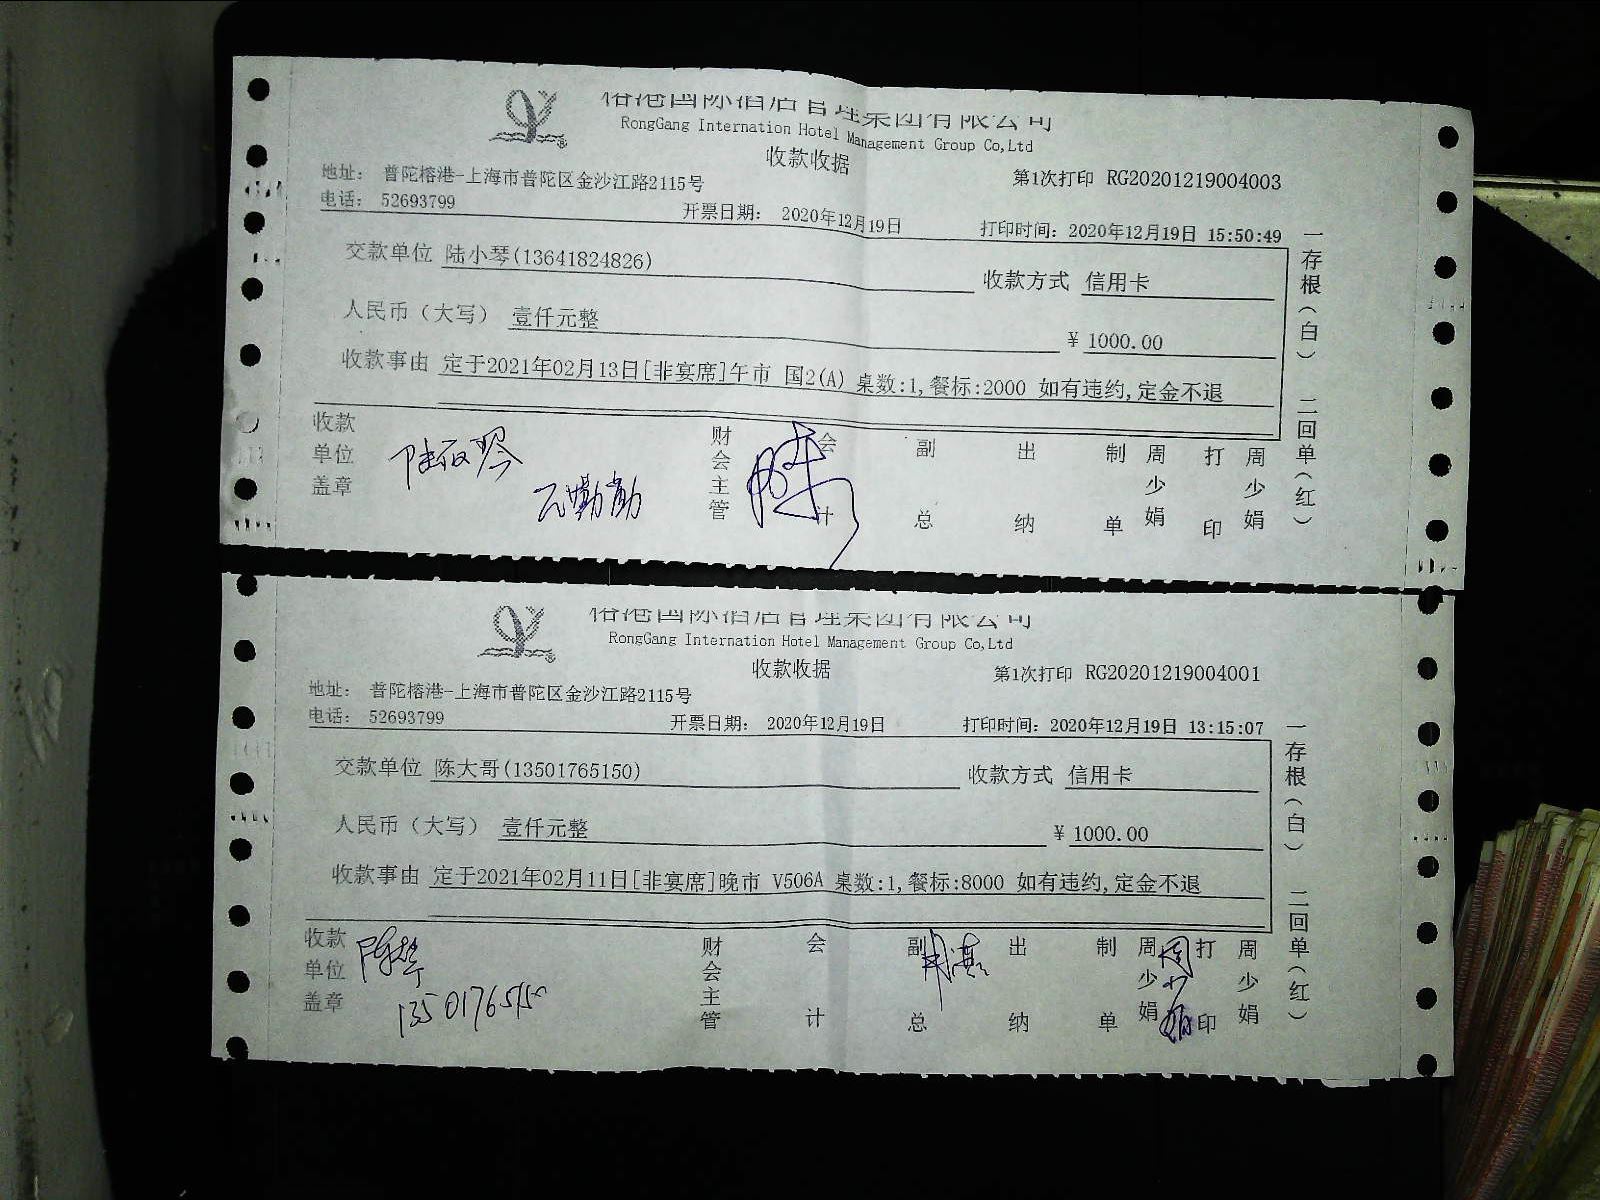 榕港国际酒店管理集团有限公司
RongGang Internation Hotel Management Group Co,Ltd
收款收据
地址： 普陀榕港-上海市普陀区金沙江路2115号
第1次打印 RG20201219004003
电话： 52693799 开票日期： 2020年12月19日 打印时间：2020年12月19日 15:50:49
交款单位 陆小琴(13641824826) 收款方式 信用卡
人民币（大写） 壹仟元整 ¥ 1000.00
收款事由 定于2021年02月13日[非宴席]午市 国2(A) 桌数:1,餐标:2000 如有违约,定金不退
收款单位盖章 财会主管 会计 副总 出纳 制单 周少娟 打印 周少娟
一存根（白） 二回单（红）
榕港国际酒店管理集团有限公司
RongGang Internation Hotel Management Group Co,Ltd
收款收据
第1次打印 RG20201219004001
地址： 普陀榕港-上海市普陀区金沙江路2115号
电话： 52693799 开票日期： 2020年12月19日 打印时间：2020年12月19日 13:15:07
交款单位 陈大哥(13501765150) 收款方式 信用卡
人民币（大写） 壹仟元整 ¥ 1000.00
收款事由 定于2021年02月11日[非宴席]晚市 V506A 桌数:1,餐标:8000 如有违约,定金不退
收款单位盖章 财会主管 会计 副总 出纳 制单 周少娟 打印 周少娟
13501765150
一存根（白） 二回单（红）